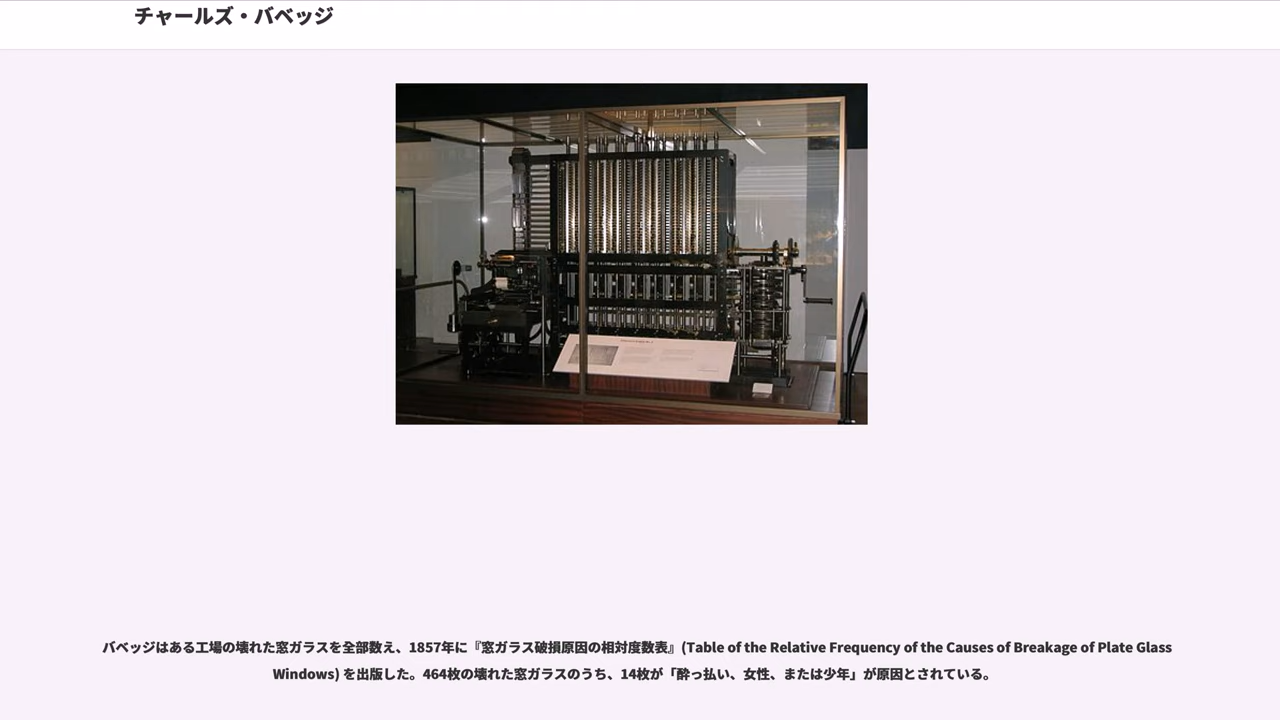 チャールズ・バベッジ
バベッジはある工場の壊れた窓ガラスを全部数え、1857年に『窓ガラス破損原因の相対度数表』(Table of the Relative Frequency of the Causes of Breakage of Plate Glass
Windows) を出版した。464枚の壊れた窓ガラスのうち、14枚が「酔っ払い、女性、または少年」が原因とされている。